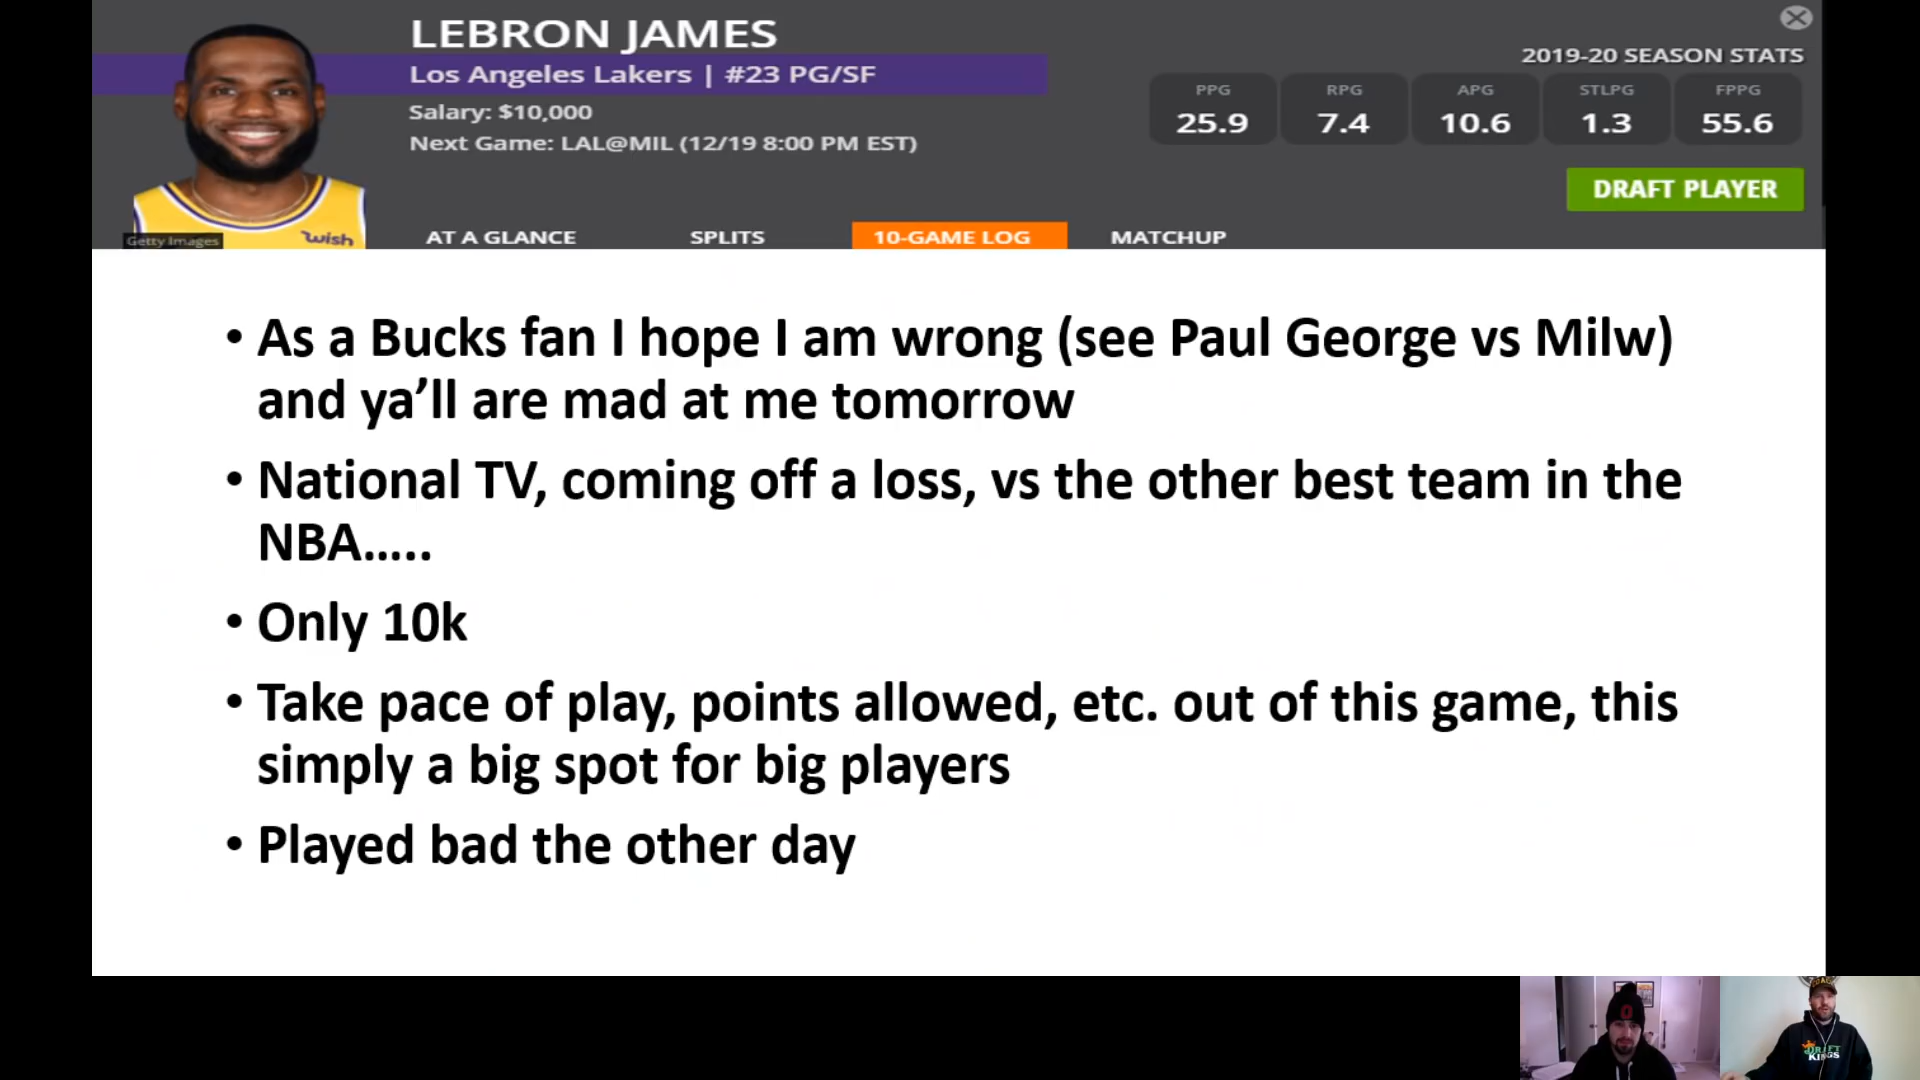 LEBRON JAMES
Los Angeles Lakers | #23 PG/SF
Salary: $10,000
Next Game: LAL@MIL (12/19 8:00 PM EST)
2019-20 SEASON STATS
PPG RPG APG STLPG FPPG
25.9 7.4 10.6 1.3 55.6
DRAFT PLAYER
Getty Images
wish
AT A GLANCE SPLITS 10-GAME LOG MATCHUP
• As a Bucks fan I hope I am wrong (see Paul George vs Milw)
and ya’ll are mad at me tomorrow
• National TV, coming off a loss, vs the other best team in the
NBA…..
• Only 10k
• Take pace of play, points allowed, etc. out of this game, this
simply a big spot for big players
• Played bad the other day
DRAFT
KINGS